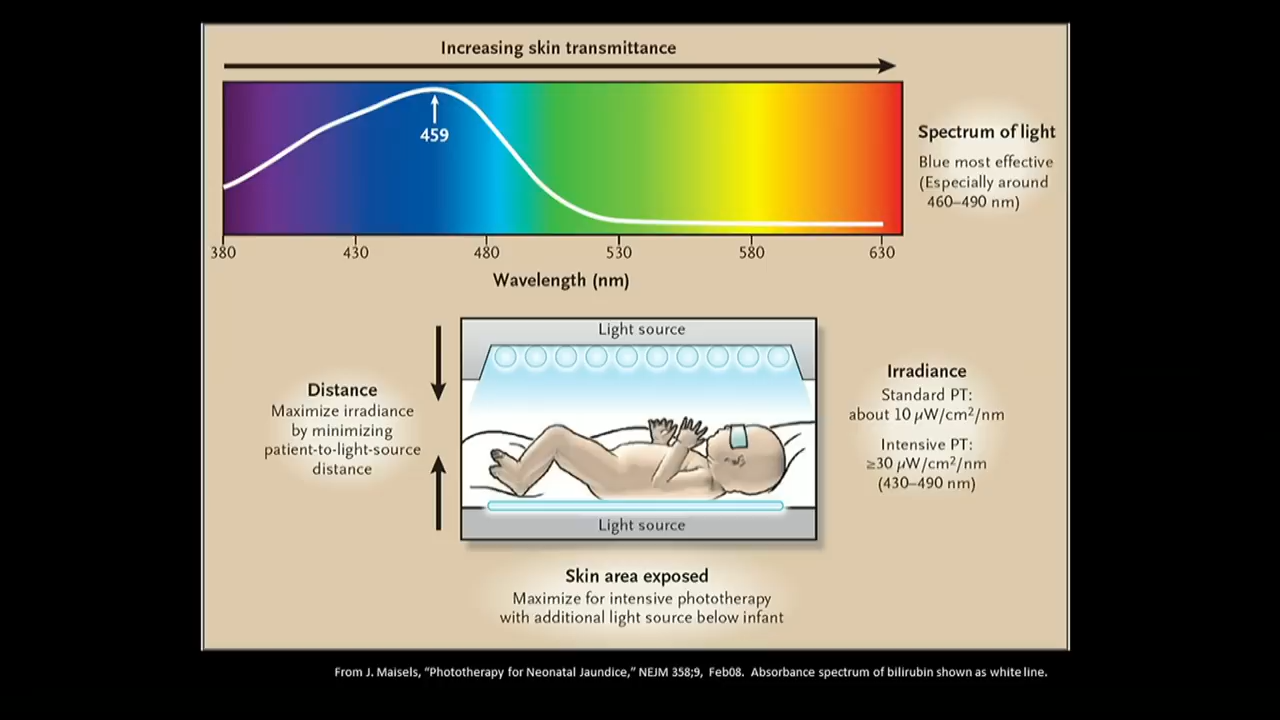 Increasing skin transmittance
459
Spectrum of light
Blue most effective
(Especially around
460–490 nm)
380 430 480 530 580 630
Wavelength (nm)
Light source
Distance
Maximize irradiance
by minimizing
patient-to-light-source
distance
Irradiance
Standard PT:
about 10 µW/cm²/nm
Intensive PT:
≥30 µW/cm²/nm
(430–490 nm)
Light source
Skin area exposed
Maximize for intensive phototherapy
with additional light source below infant
From J. Maisels, “Phototherapy for Neonatal Jaundice,” NEJM 358;9, Feb08. Absorbance spectrum of bilirubin shown as white line.